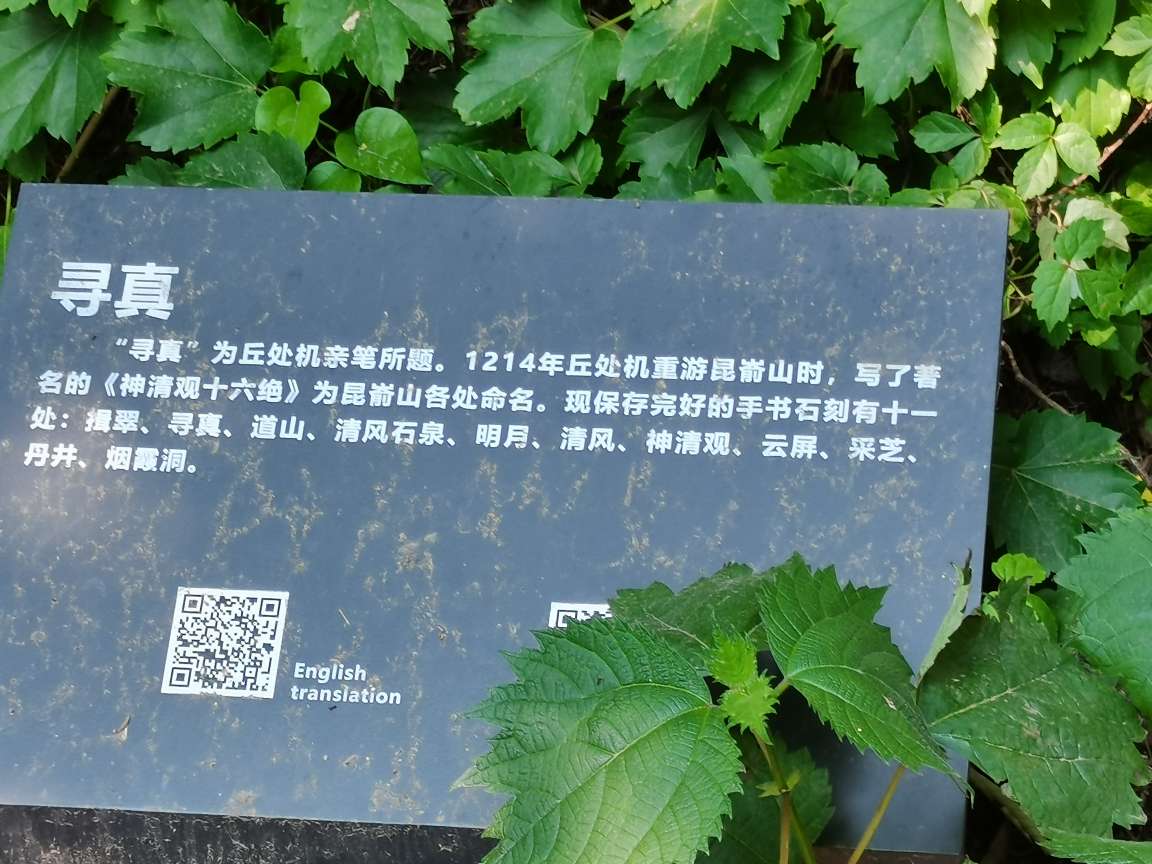 寻真
“寻真”为丘处机亲笔所题。1214年丘处机重游昆嵛山时，写了著
名的《神清观十六绝》为昆嵛山各处命名。现保存完好的手书石刻有十一
处：揖翠、寻真、道山、清风石泉、明月、清风、神清观、云屏、采芝、
丹井、烟霞洞。
English
translation